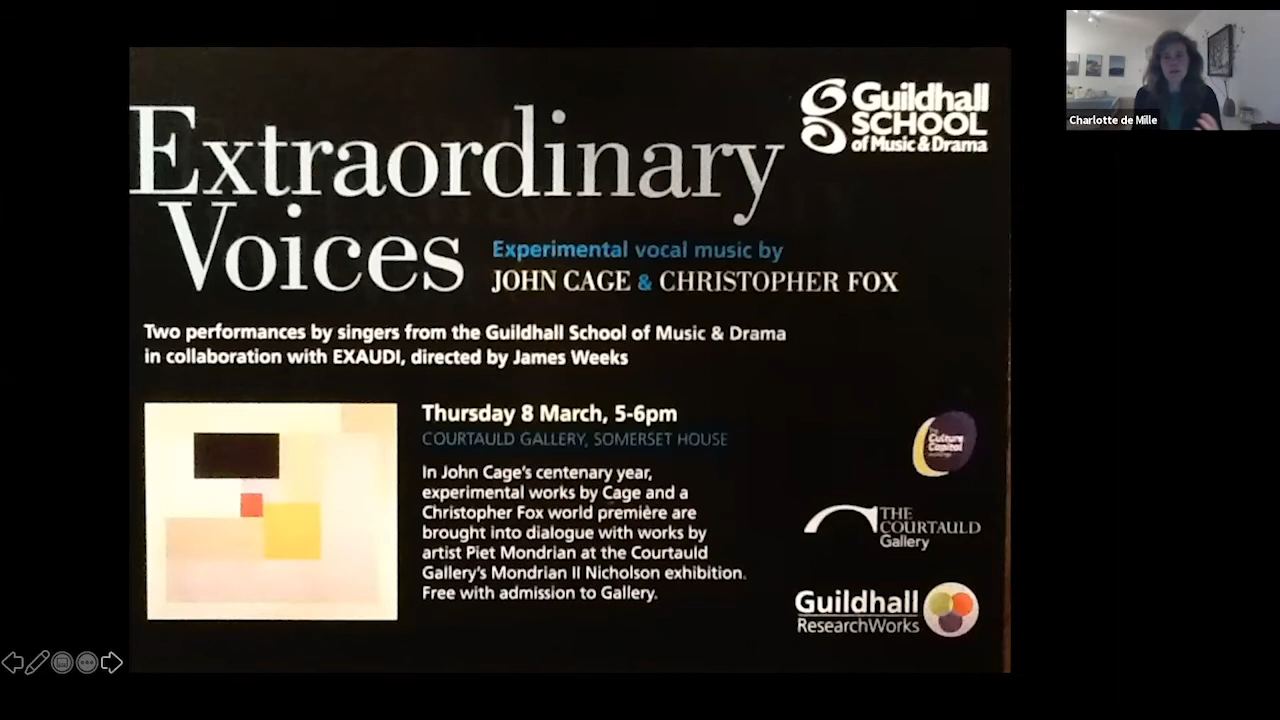 Extraordinary
Voices
Experimental vocal music by
JOHN CAGE & CHRISTOPHER FOX
Guildhall
SCHOOL
of Music & Drama
Charlotte de Mille
Two performances by singers from the Guildhall School of Music & Drama
in collaboration with EXAUDI, directed by James Weeks
Thursday 8 March, 5-6pm
COURTAULD GALLERY, SOMERSET HOUSE
In John Cage's centenary year,
experimental works by Cage and a
Christopher Fox world première are
brought into dialogue with works by
artist Piet Mondrian at the Courtauld
Gallery's Mondrian II Nicholson exhibition.
Free with admission to Gallery.
The
Culture
Capital
THE
COURTAULD
Gallery
Guildhall
ResearchWorks